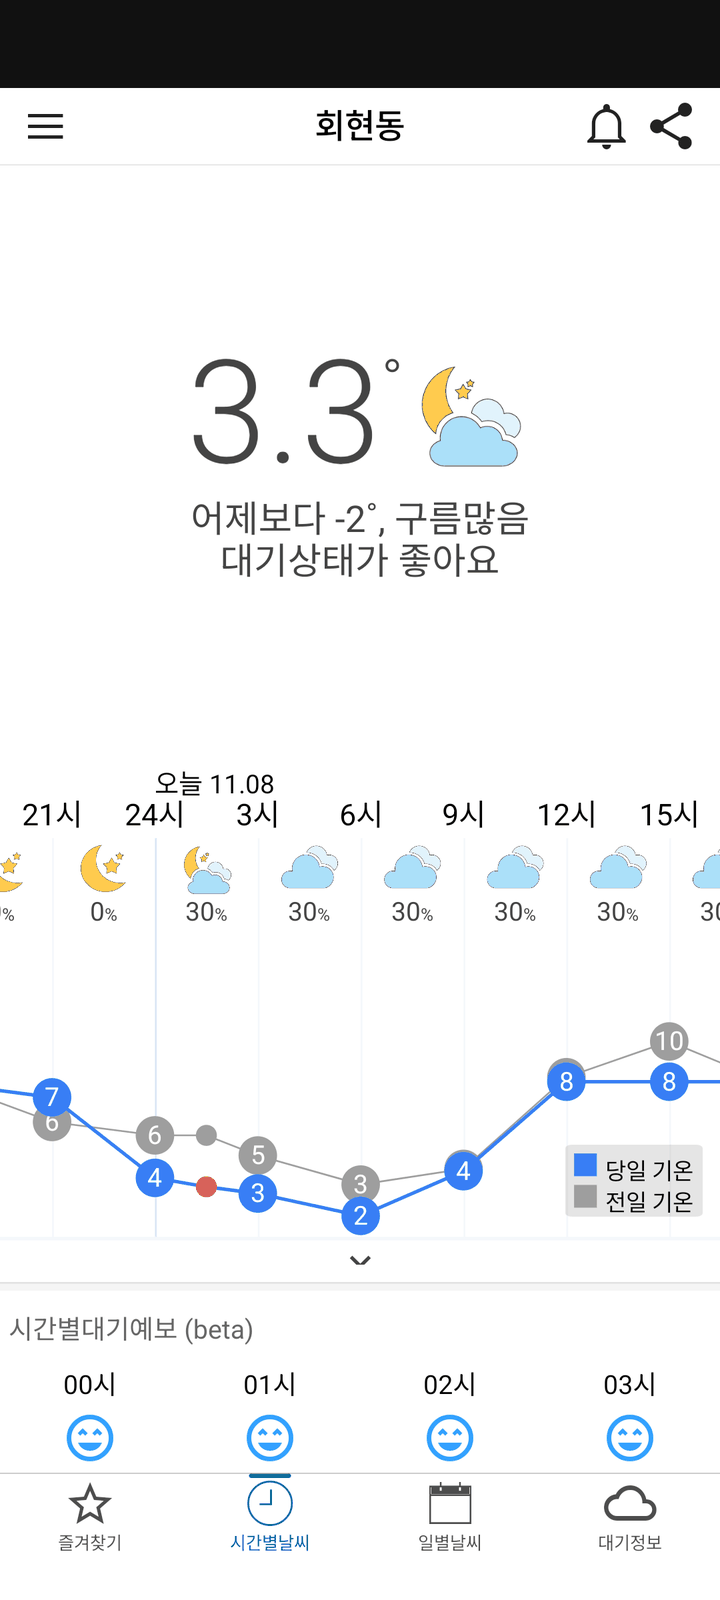 회현동
3.3°
어제보다 -2°, 구름많음
대기상태가 좋아요
오늘 11.08
21시 24시 3시 6시 9시 12시 15시
% 0% 30% 30% 30% 30% 30% 30
10
7 6 6 5 3 8 8
4 3 2 4
당일 기온
전일 기온
시간별대기예보 (beta)
00시 01시 02시 03시
즐겨찾기 시간별날씨 일별날씨 대기정보